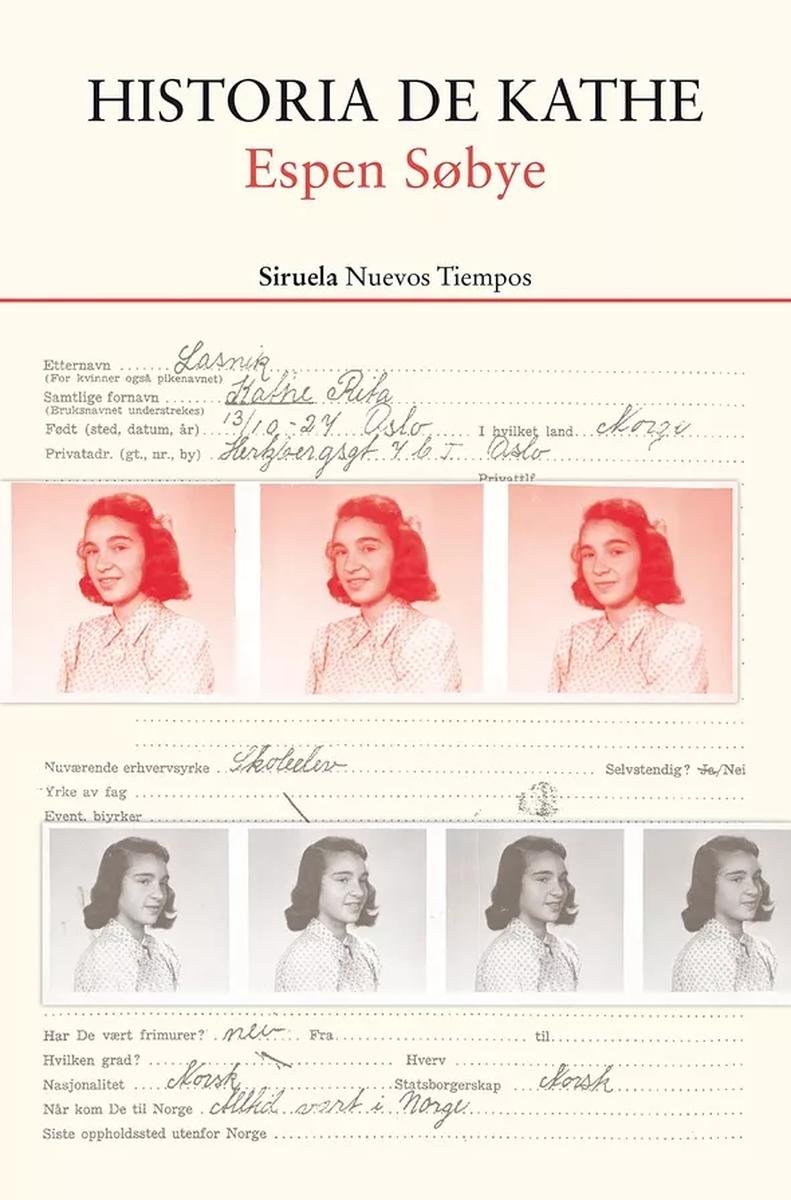 HISTORIA DE KATHE
Espen Søbye
Siruela Nuevos Tiempos
Etternavn ....... Lasnik
(For kvinner også pikenavnet)
Samtlige fornavn ........ Kathe Rita
(Bruksnavnet understrekes)
Født (sted, datum, år) ... 13/10-27 Oslo ..... I hvilket land Norge
Privatadr. (gt., nr., by) . Hertzbergsgt 7 b I. Oslo
Privattlf.
Nuværende erhvervsyrke .. Skoleelev ........ Selvstendig? Ja/Nei
Yrke av fag
Event. biyrker
Har De vært frimurer? nei ... Fra ........ til
Hvilken grad? ........ Hverv
Nasjonalitet .... Norsk ........ Statsborgerskap ... Norsk
Når kom De til Norge . Alltid vært i Norge
Siste oppholdssted utenfor Norge